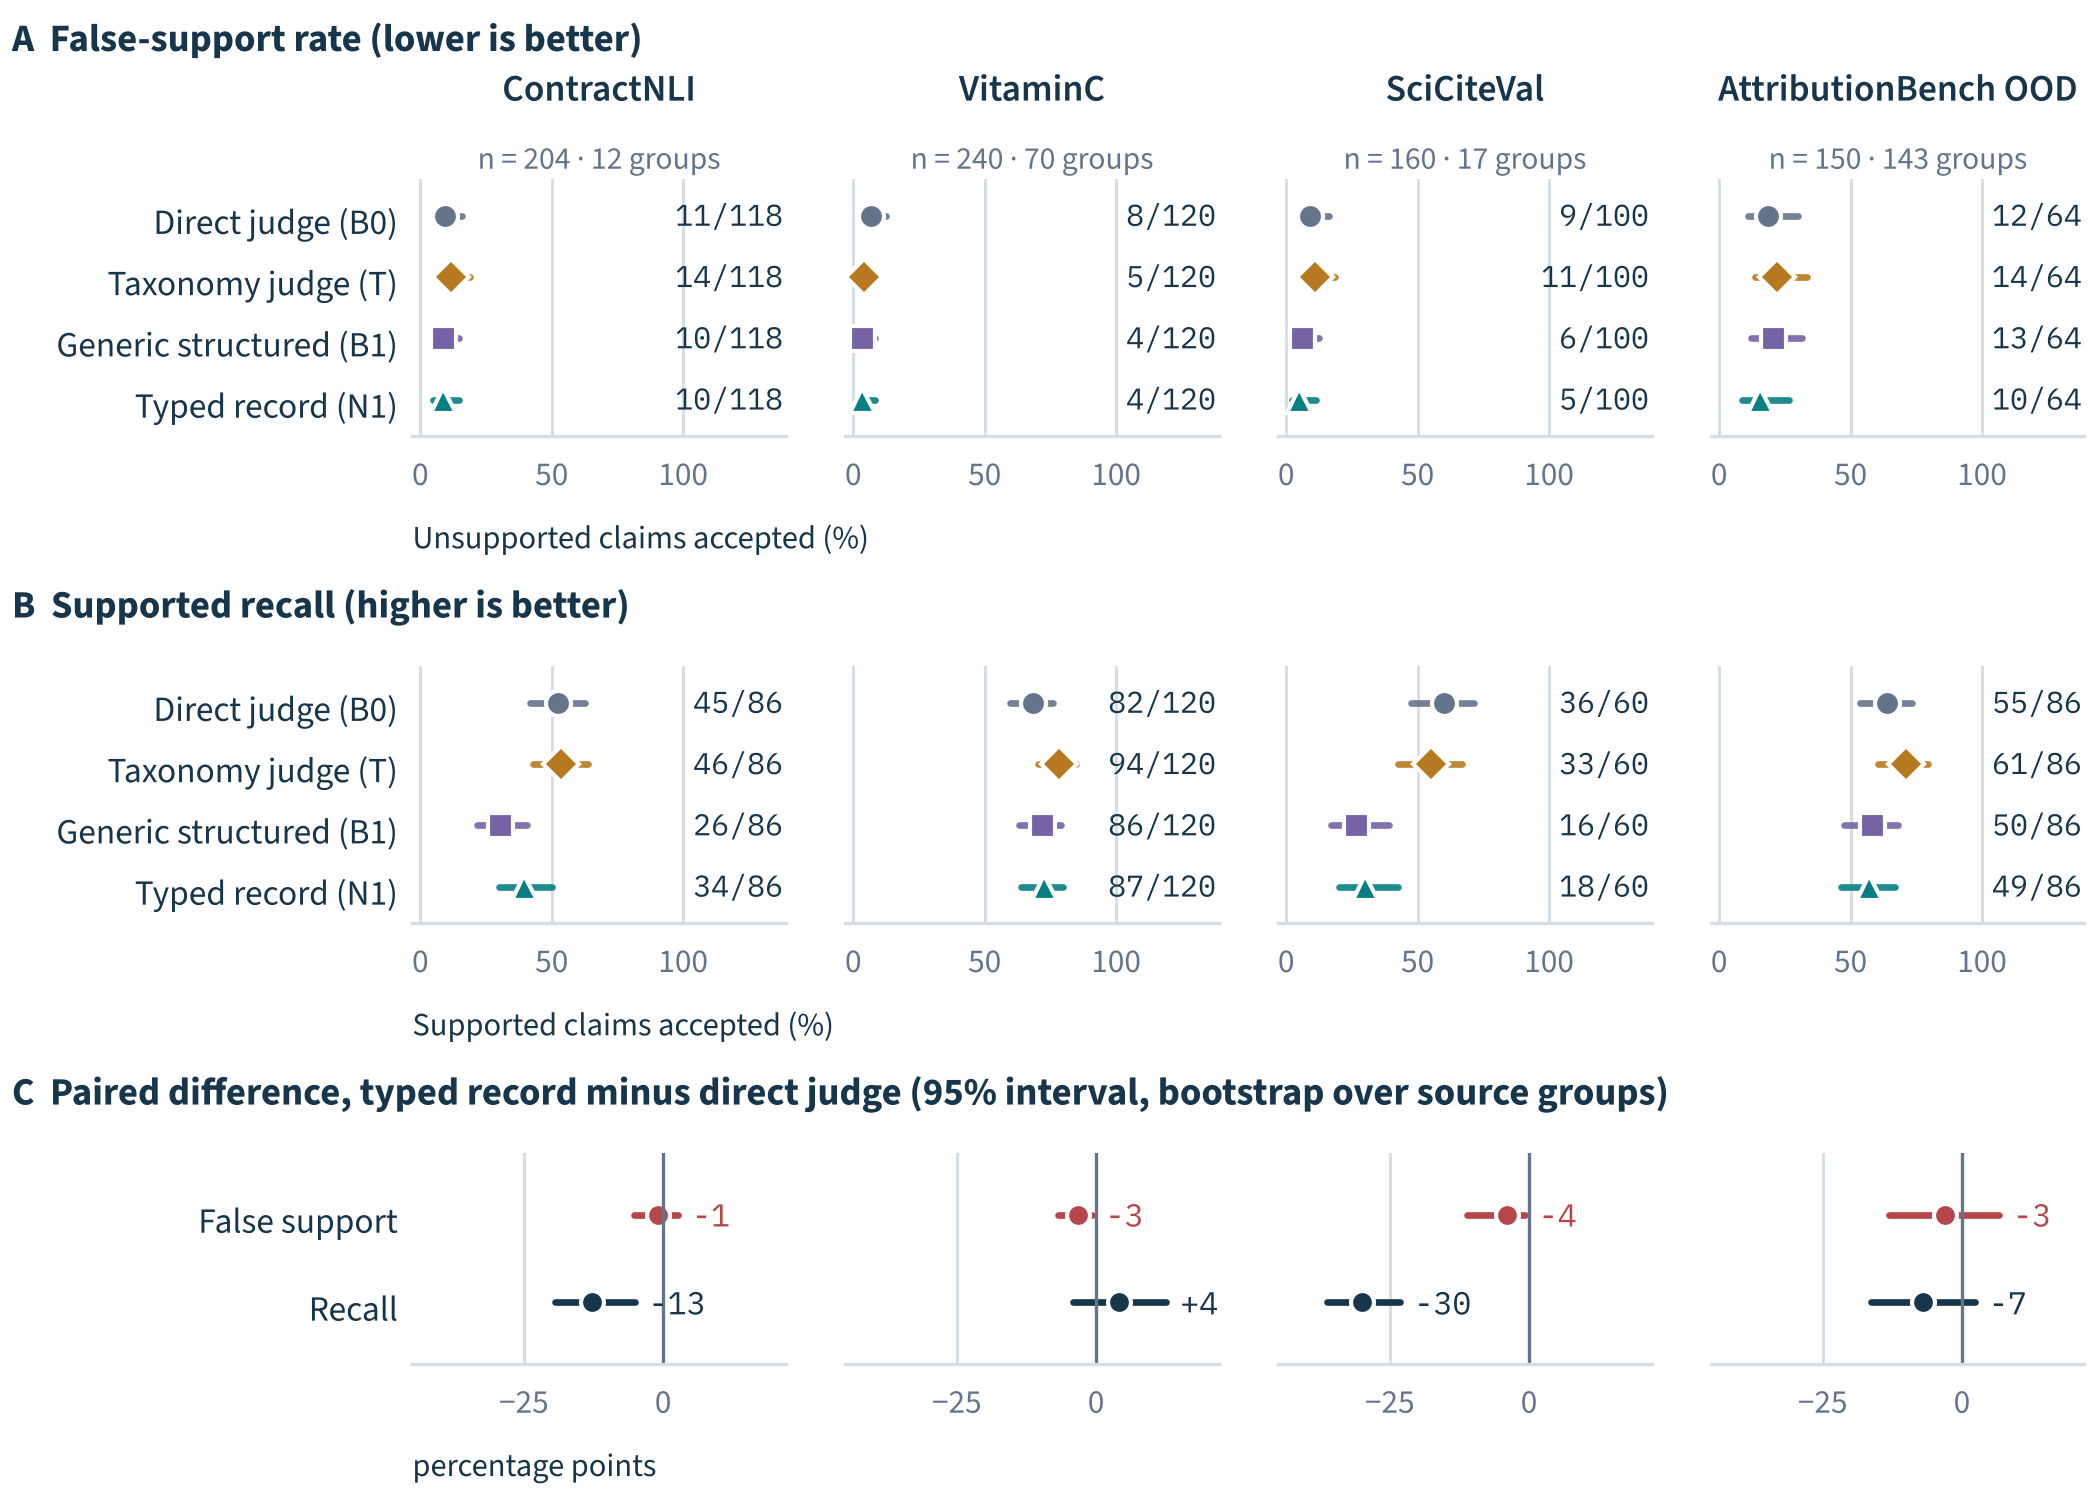 A False-support rate (lower is better)
ContractNLI VitaminC SciCiteVal AttributionBench OOD
n = 204 · 12 groups n = 240 · 70 groups n = 160 · 17 groups n = 150 · 143 groups
Direct judge (B0) 11/118 8/120 9/100 12/64
Taxonomy judge (T) 14/118 5/120 11/100 14/64
Generic structured (B1) 10/118 4/120 6/100 13/64
Typed record (N1) 10/118 4/120 5/100 10/64
0 50 100 0 50 100 0 50 100 0 50 100
Unsupported claims accepted (%)
B Supported recall (higher is better)
Direct judge (B0) 45/86 82/120 36/60 55/86
Taxonomy judge (T) 46/86 94/120 33/60 61/86
Generic structured (B1) 26/86 86/120 16/60 50/86
Typed record (N1) 34/86 87/120 18/60 49/86
0 50 100 0 50 100 0 50 100 0 50 100
Supported claims accepted (%)
C Paired difference, typed record minus direct judge (95% interval, bootstrap over source groups)
False support -1 -3 -4 -3
Recall -13 +4 -30 -7
−25 0 −25 0 −25 0 −25 0
percentage points